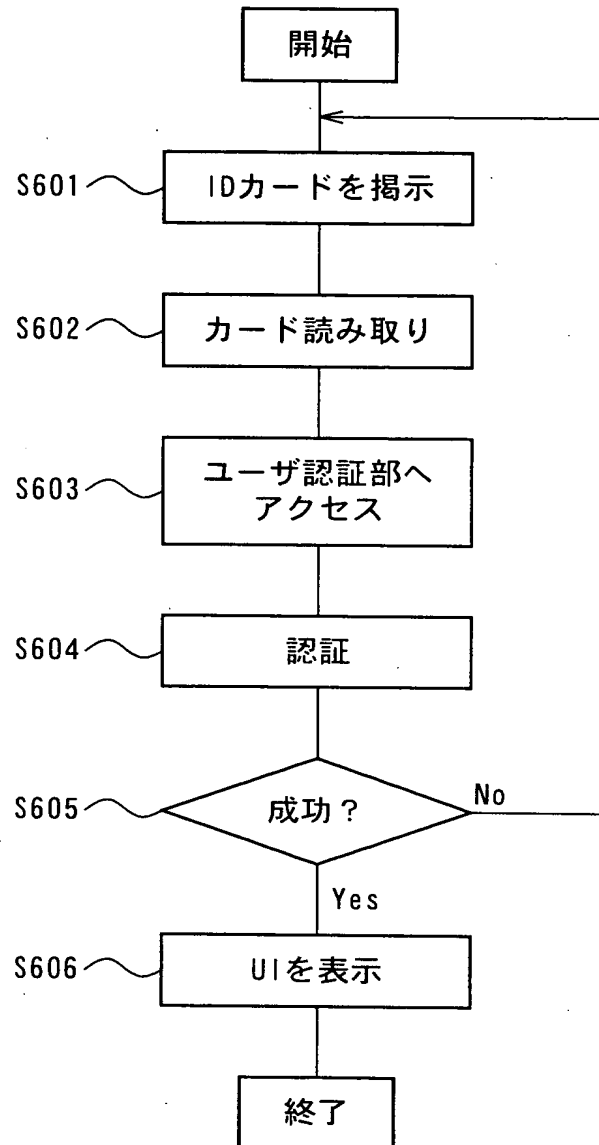 開始
S601
IDカードを掲示
S602
カード読み取り
S603
ユーザ認証部へ
アクセス
S604
認証
S605
成功?
No
Yes
S606
UIを表示
終了